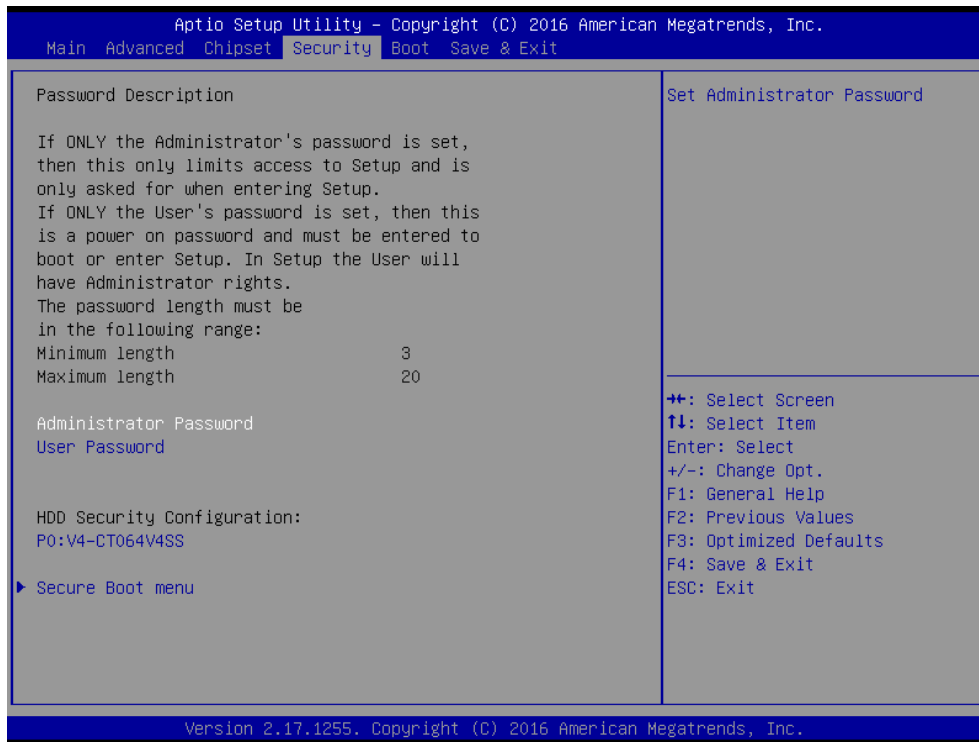 Aptio Setup Utility – Copyright (C) 2016 American Megatrends, Inc.
Main Advanced Chipset Security Boot Save & Exit
Password Description
If ONLY the Administrator's password is set,
then this only limits access to Setup and is
only asked for when entering Setup.
If ONLY the User's password is set, then this
is a power on password and must be entered to
boot or enter Setup. In Setup the User will
have Administrator rights.
The password length must be
in the following range:
Minimum length 3
Maximum length 20
Administrator Password
User Password
HDD Security Configuration:
P0:V4-CT064V4SS
Secure Boot menu
Set Administrator Password
→←: Select Screen
↑↓: Select Item
Enter: Select
+/-: Change Opt.
F1: General Help
F2: Previous Values
F3: Optimized Defaults
F4: Save & Exit
ESC: Exit
Version 2.17.1255. Copyright (C) 2016 American Megatrends, Inc.